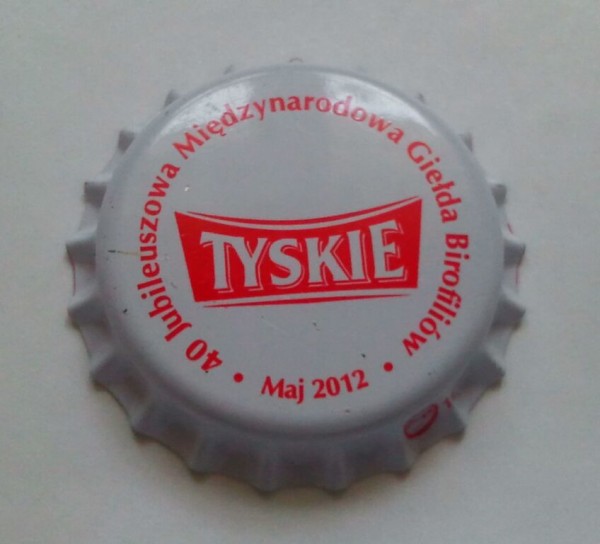 40 Jubileuszowa Międzynarodowa Giełda Birofiliów
TYSKIE
• Maj 2012 •